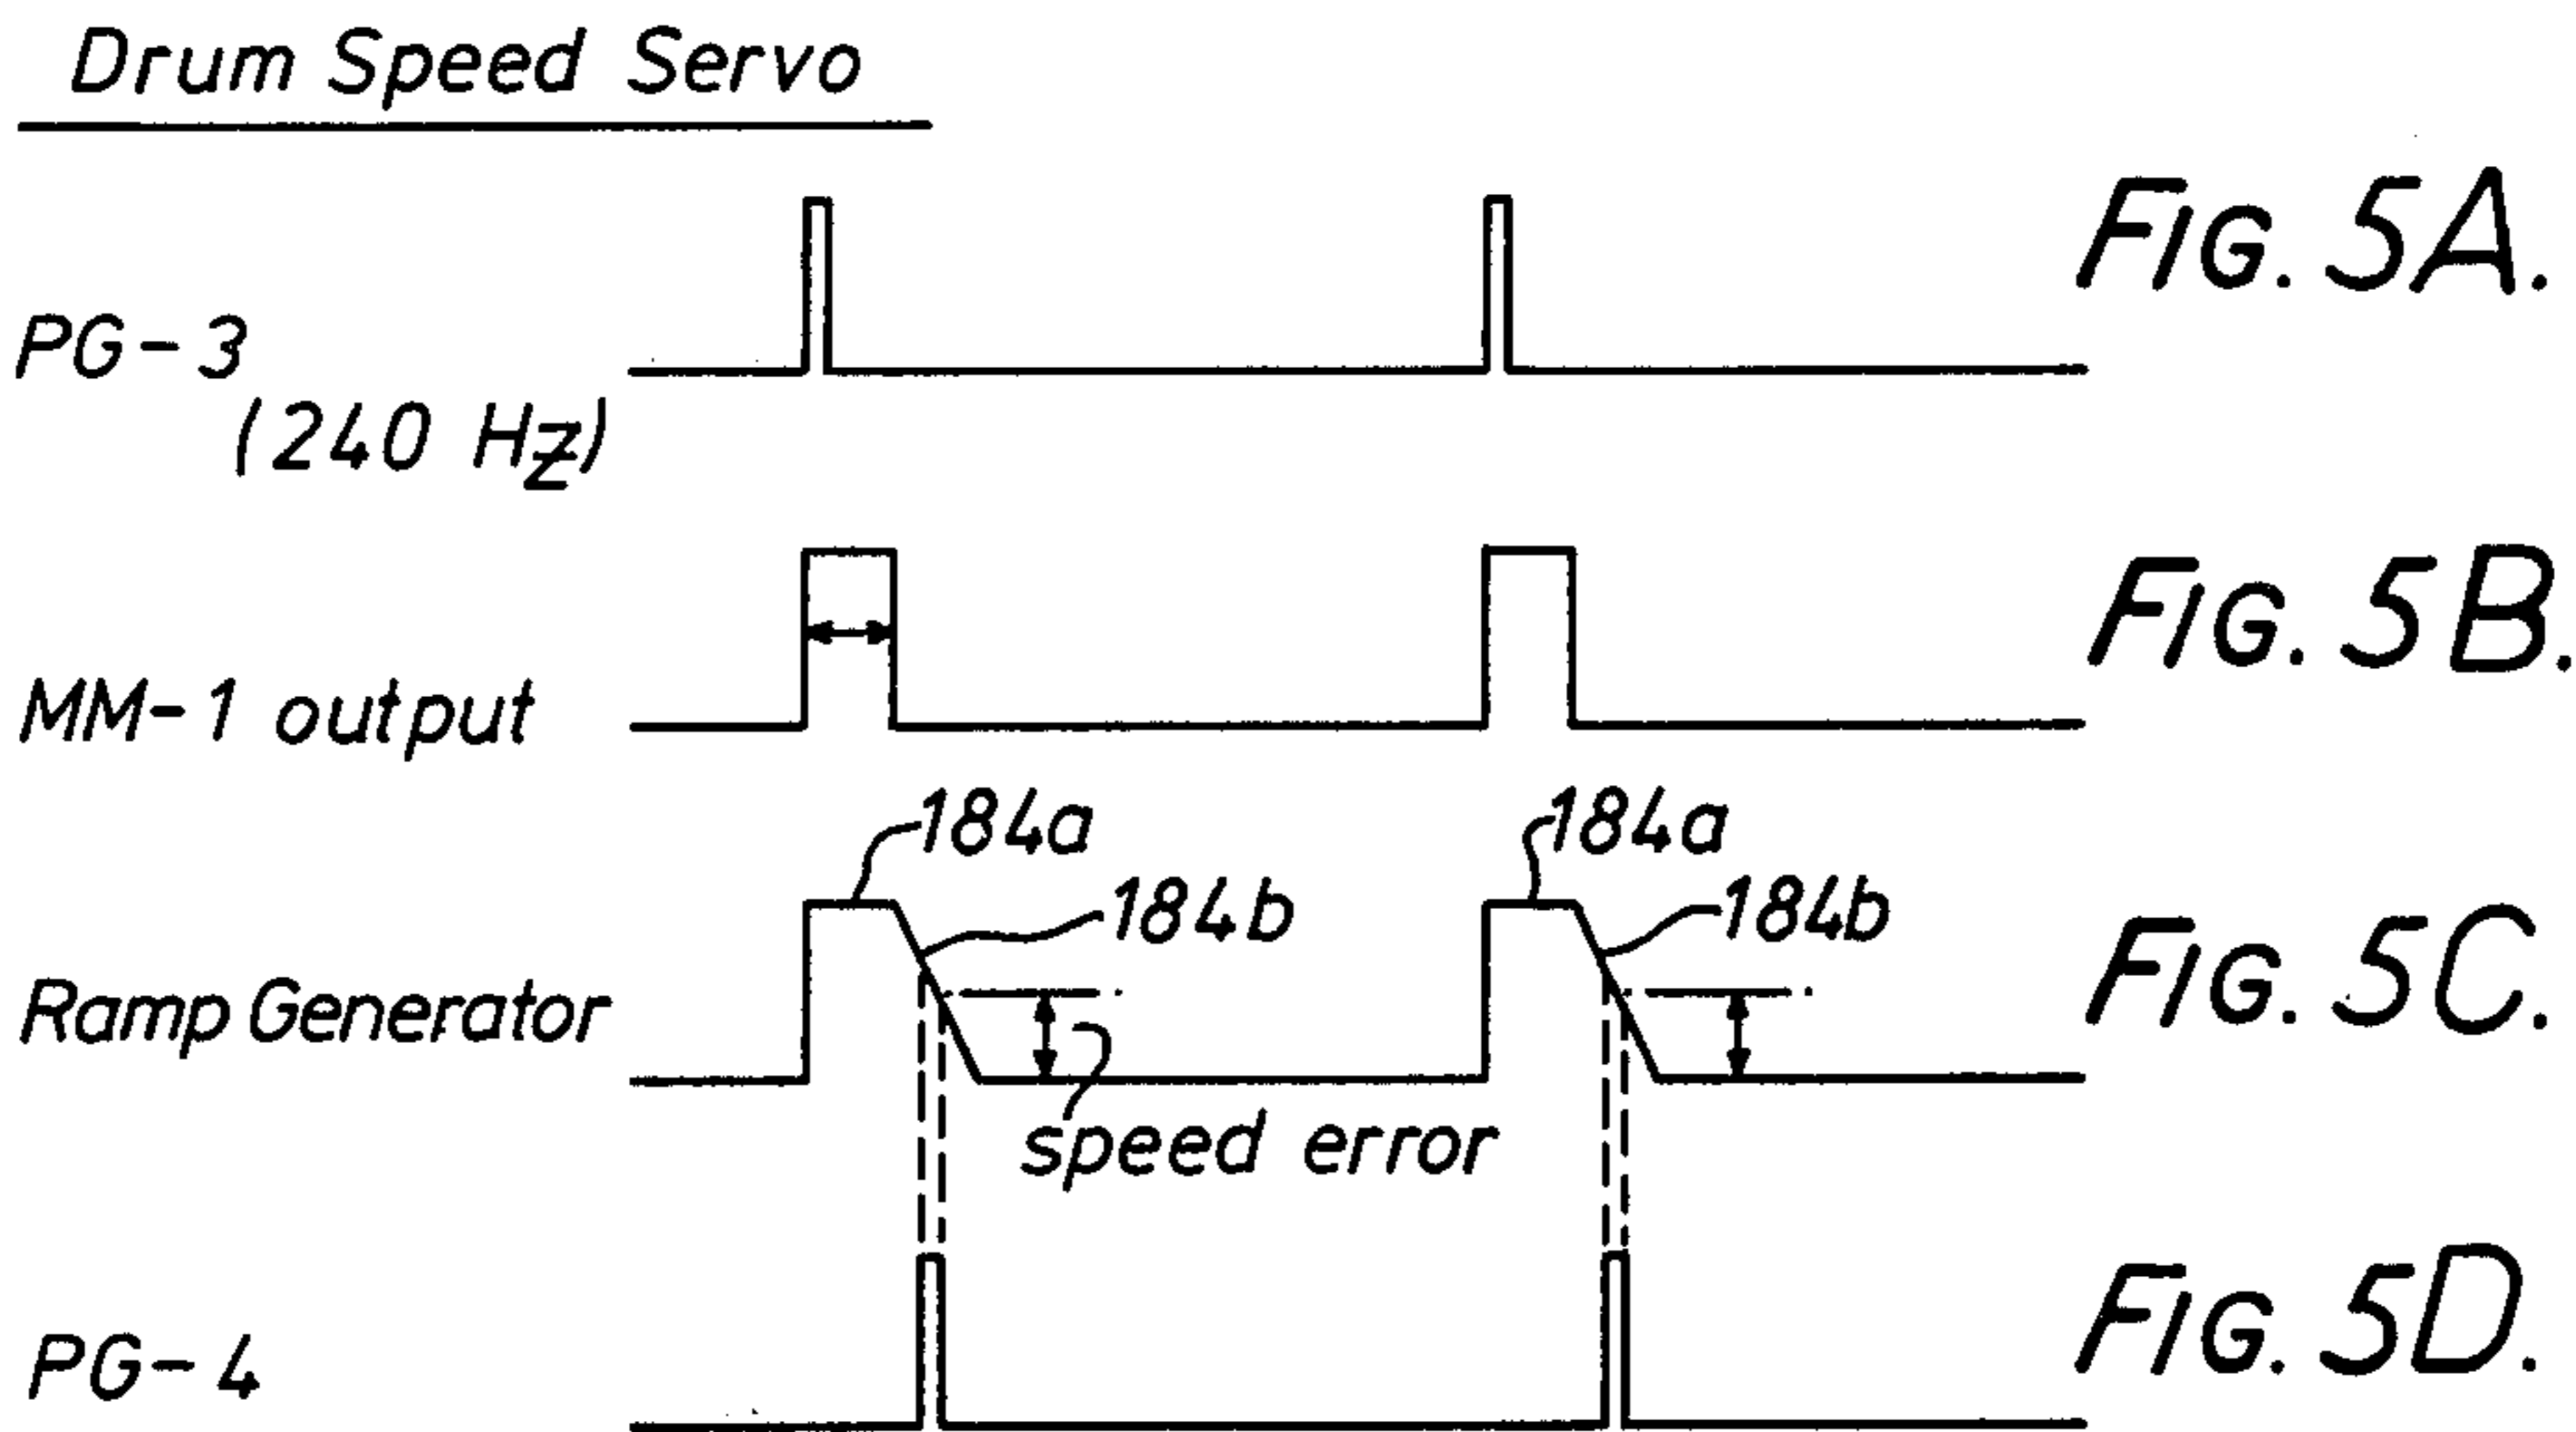 Drum Speed Servo
FIG. 5A.
PG-3
(240 Hz)
FIG. 5B.
MM-1 output
184a
184a
184b
184b
FIG. 5C.
Ramp Generator
speed error
FIG. 5D.
PG-4